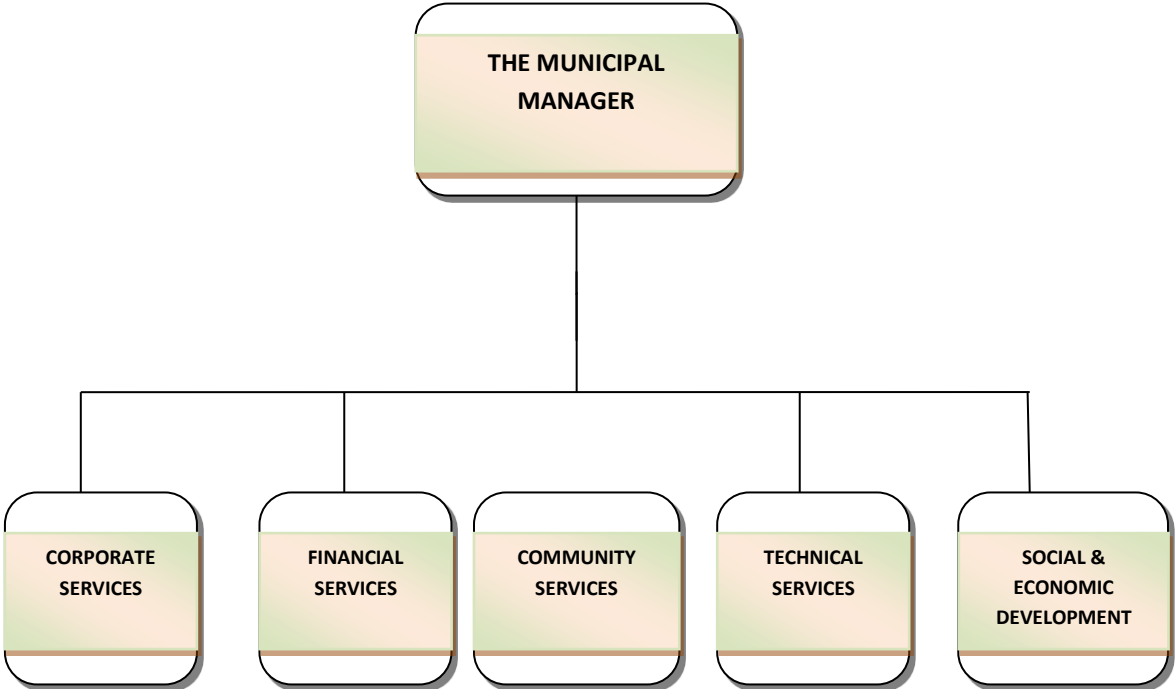 THE MUNICIPAL
MANAGER
CORPORATE
SERVICES
FINANCIAL
SERVICES
COMMUNITY
SERVICES
TECHNICAL
SERVICES
SOCIAL &
ECONOMIC
DEVELOPMENT